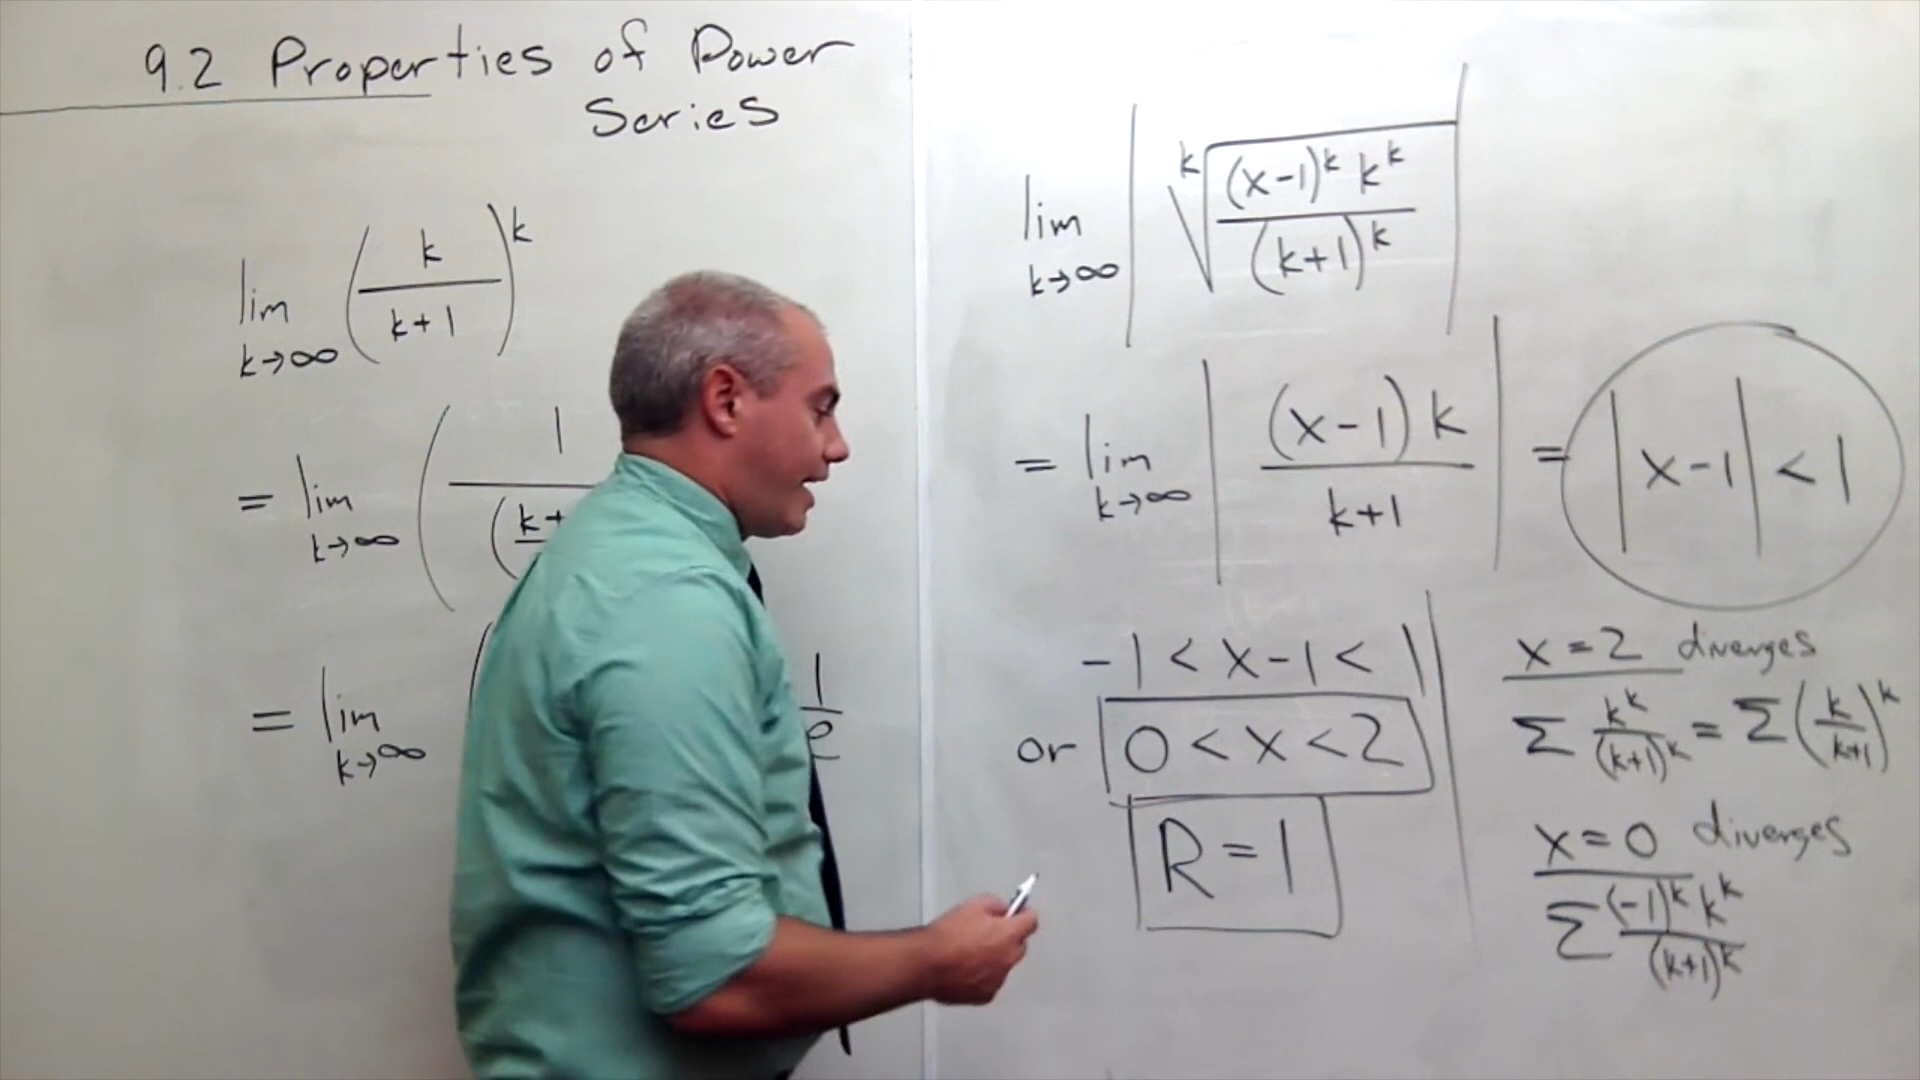 9.2 Properties of Power
Series
lim k→∞ (k/(k+1))^k
= lim k→∞ (1/((k+
= lim k→∞ ( 1/e
lim k→∞ | ᵏ√((x-1)^k k^k/(k+1)^k) |
= lim k→∞ | (x-1)k/(k+1) | = |x-1| < 1
-1 < x-1 < 1
or 0 < x < 2
R = 1
x = 2 diverges
Σ k^k/(k+1)^k = Σ (k/(k+1))^k
x = 0 diverges
Σ (-1)^k k^k/(k+1)^k